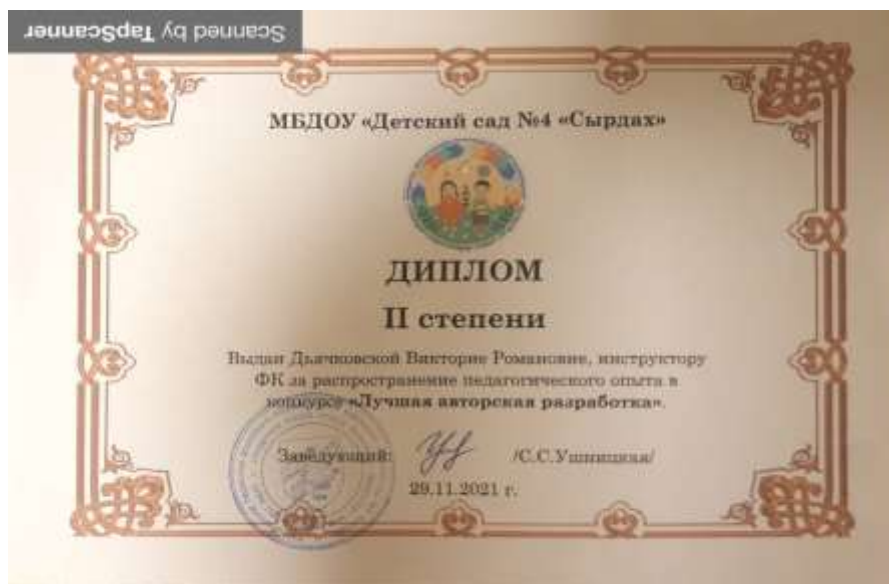 Scanned by TapScanner
МБДОУ «Детский сад №4 «Сырдах»
ДИПЛОМ
II степени
Выдан Дьячковской Викторие Романовне, инструктору
ФК за распространение педагогического опыта в
конкурсе «Лучшая авторская разработка».
Заведующий: /С.С.Ушницкая/
29.11.2021 г.